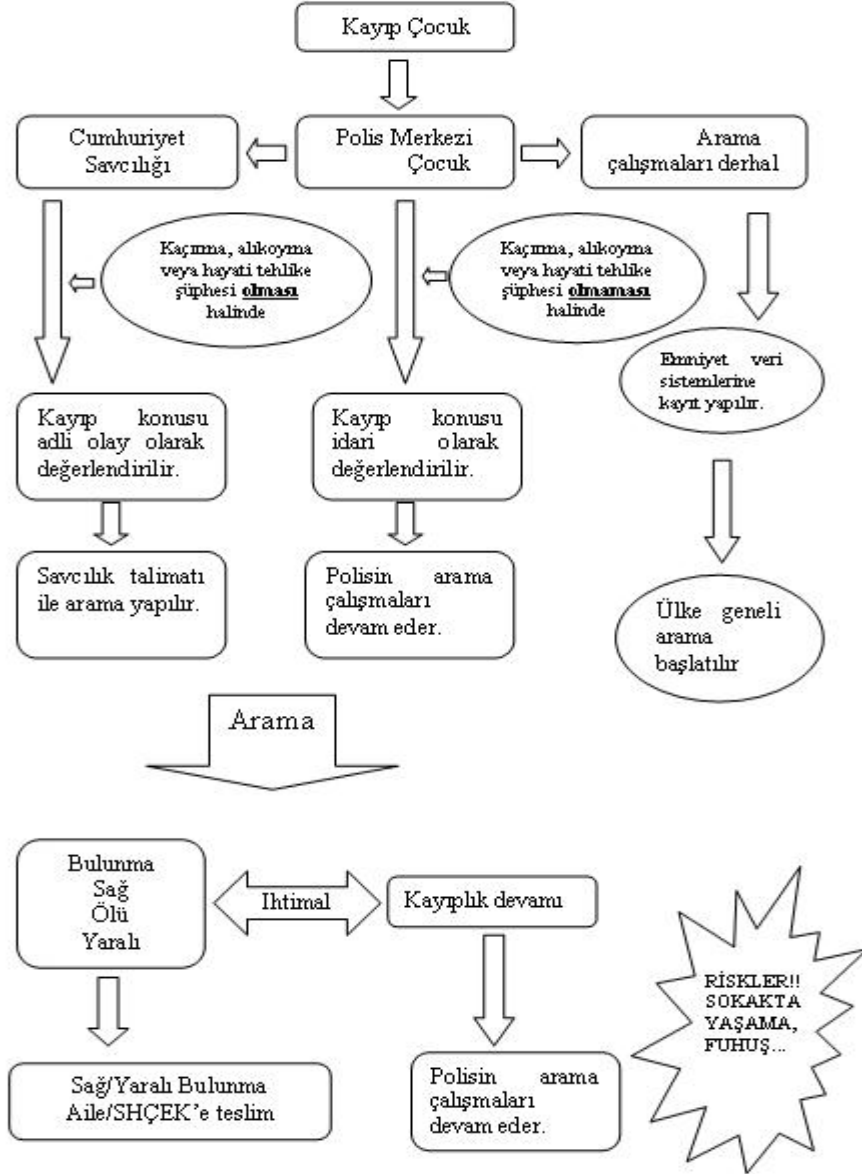 Kayıp Çocuk
Cumhuriyet
Savcılığı
Polis Merkezi
Çocuk
Arama
çalışmaları derhal
Kaçırma, alıkoyma
veya hayati tehlike
şüphesi olması
halinde
Kaçırma, alıkoyma
veya hayati tehlike
şüphesi olmaması
halinde
Emniyet veri
sistemlerine
kayıt yapılır.
Kayıp konusu
adli olay olarak
değerlendirilir.
Kayıp konusu
idari olarak
değerlendirilir.
Savcılık talimatı
ile arama yapılır.
Polisin arama
çalışmaları
devam eder.
Ülke geneli
arama
başlatılır
Arama
Bulunma
Sağ
Ölü
Yaralı
Ihtimal
Kayıplık devamı
RİSKLER!!
SOKAKTA
YAŞAMA,
FUHUŞ...
Sağ/Yaralı Bulunma
Aile/SHÇEK’e teslim
Polisin arama
çalışmaları
devam eder.